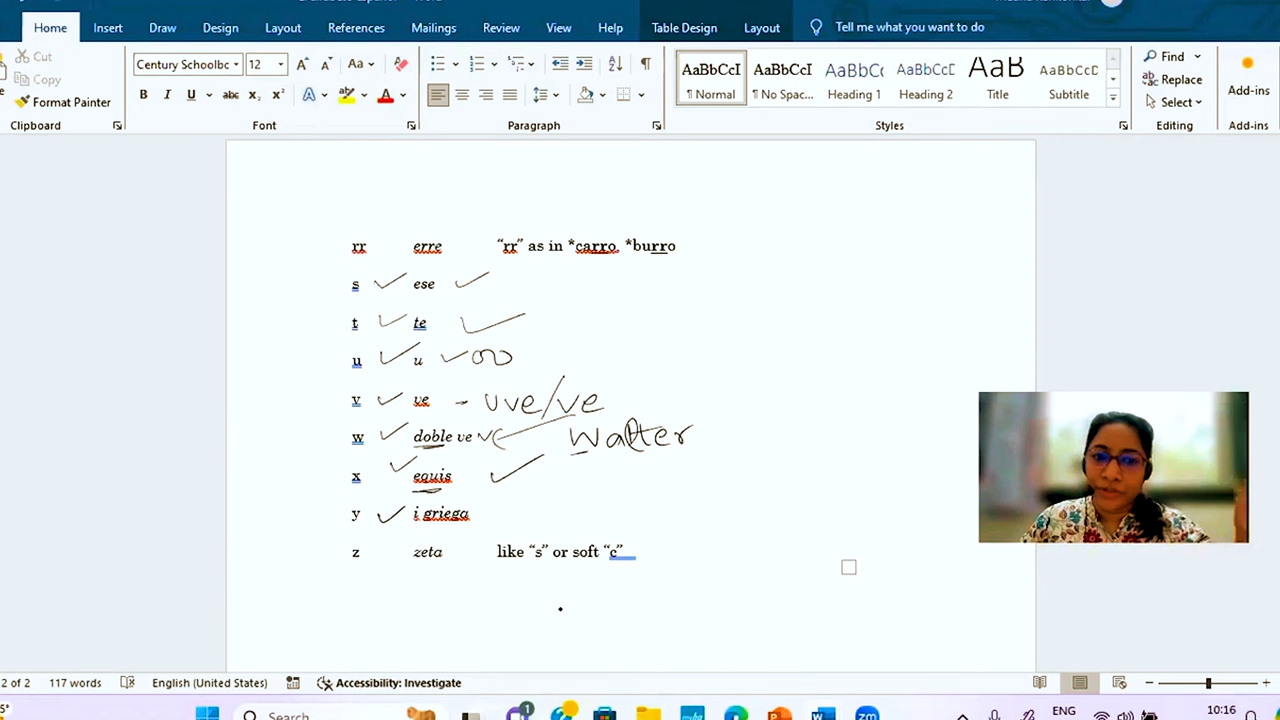 Home Insert Draw Design Layout References Mailings Review View Help Table Design Layout Tell me what you want to do
Cut
Copy
Format Painter
Clipboard
Century Schoolbc 12
Font
Paragraph
AaBbCcI AaBbCcI AaBbCc AaBbCcD AaB AaBbCcD
¶ Normal ¶ No Spac... Heading 1 Heading 2 Title Subtitle
Styles
Find
Replace
Select
Editing
Add-ins
Add-ins
rr erre “rr” as in *carro, *burro
s ese
t te
u u
v ve - uve/ve
w doble ve Walter
x equis
y i griega
z zeta like “s” or soft “c”
2 of 2 117 words English (United States) Accessibility: Investigate
Search ENG 10:16